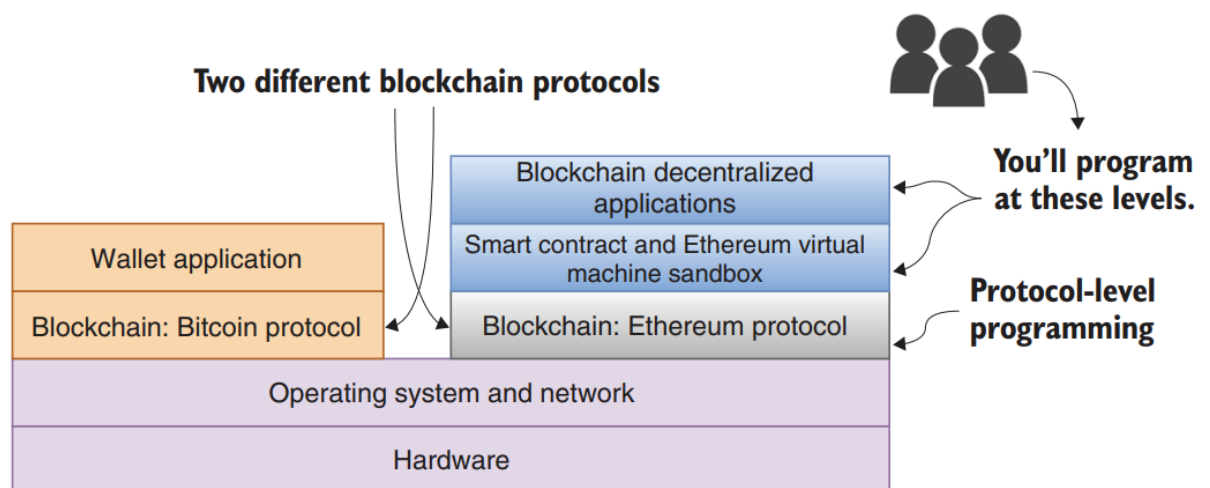 Two different blockchain protocols
You'll program
at these levels.
Blockchain decentralized
applications
Wallet application
Smart contract and Ethereum virtual
machine sandbox
Protocol-level
programming
Blockchain: Bitcoin protocol
Blockchain: Ethereum protocol
Operating system and network
Hardware